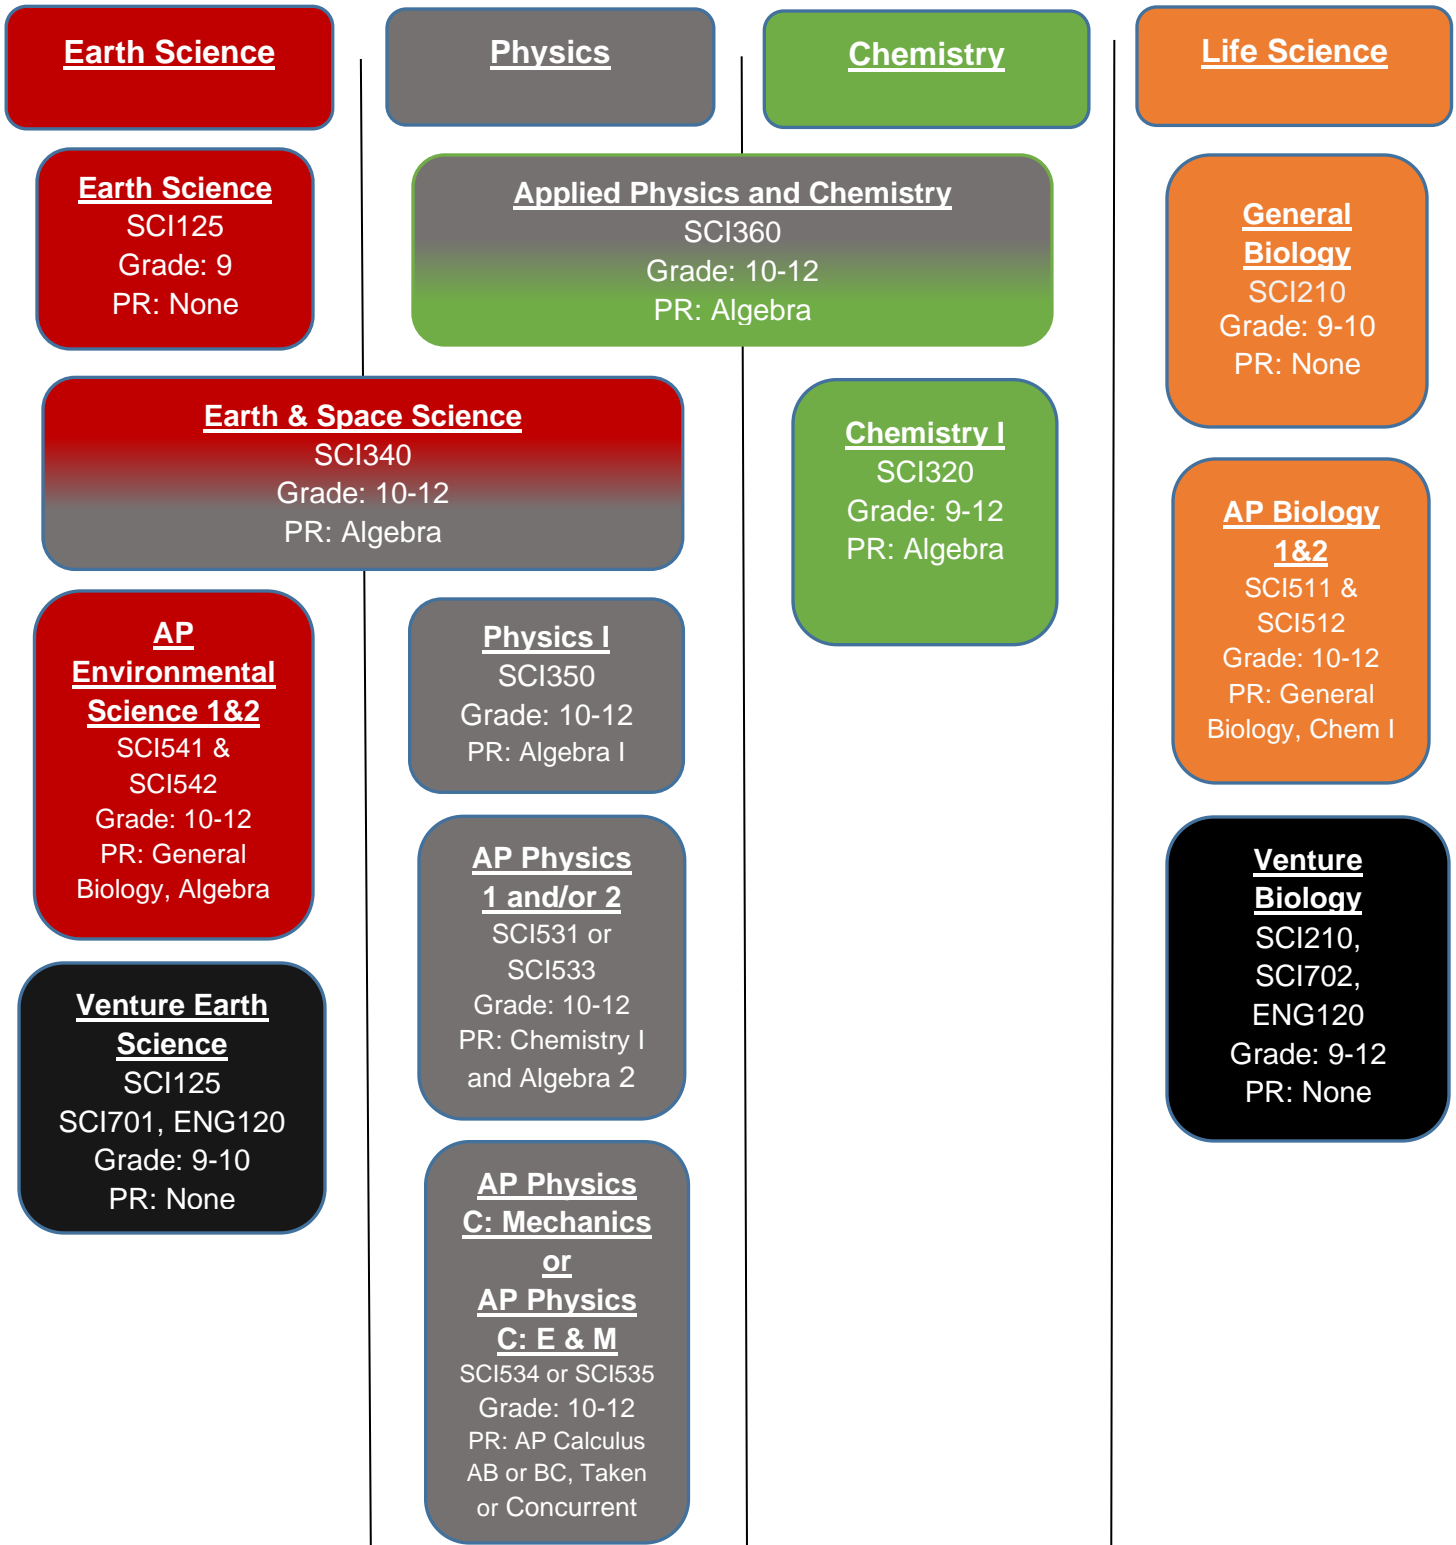 Earth Science
Physics
Chemistry
Life Science
Earth Science
SCI125
Grade: 9
PR: None
Applied Physics and Chemistry
SCI360
Grade: 10-12
PR: Algebra
General
Biology
SCI210
Grade: 9-10
PR: None
Earth & Space Science
SCI340
Grade: 10-12
PR: Algebra
Chemistry I
SCI320
Grade: 9-12
PR: Algebra
AP Biology
1&2
SCI511 &
SCI512
Grade: 10-12
PR: General
Biology, Chem I
AP
Environmental
Science 1&2
SCI541 &
SCI542
Grade: 10-12
PR: General
Biology, Algebra
Physics I
SCI350
Grade: 10-12
PR: Algebra I
AP Physics
1 and/or 2
SCI531 or
SCI533
Grade: 10-12
PR: Chemistry I
and Algebra 2
Venture
Biology
SCI210,
SCI702,
ENG120
Grade: 9-12
PR: None
Venture Earth
Science
SCI125
SCI701, ENG120
Grade: 9-10
PR: None
AP Physics
C: Mechanics
or
AP Physics
C: E & M
SCI534 or SCI535
Grade: 10-12
PR: AP Calculus
AB or BC, Taken
or Concurrent